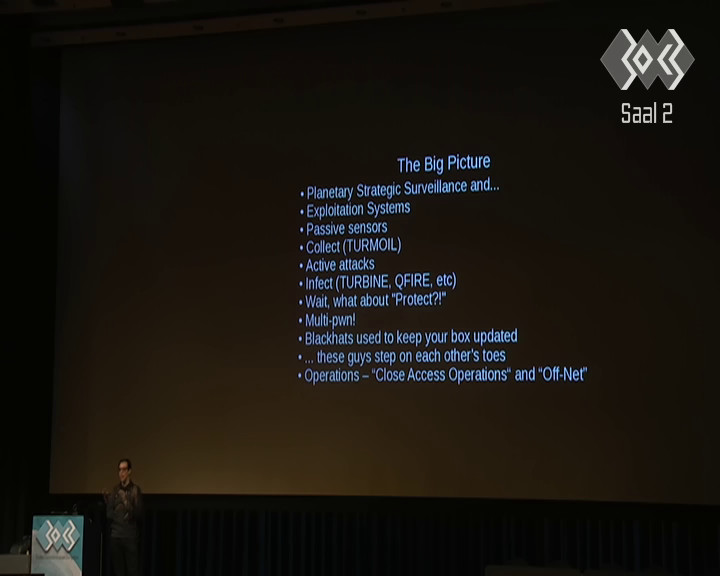 Saal 2
The Big Picture
• Planetary Strategic Surveillance and...
• Exploitation Systems
• Passive sensors
• Collect (TURMOIL)
• Active attacks
• Infect (TURBINE, QFIRE, etc)
• Wait, what about "Protect?!"
• Multi-pwn!
• Blackhats used to keep your box updated
• ... these guys step on each other's toes
• Operations – “Close Access Operations“ and “Off-Net”